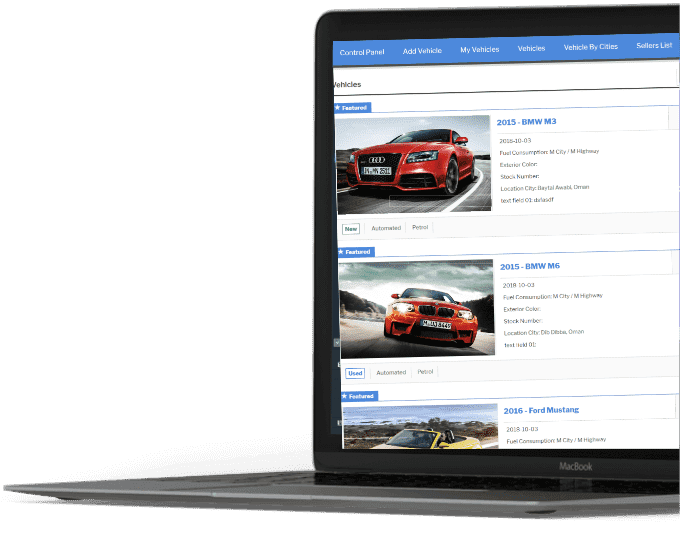 Control Panel Add Vehicle My Vehicles Vehicles Vehicle By Cities Sellers List
Vehicles
Featured
2015 - BMW M3
2018-10-03
Fuel Consumption: M City / M Highway
Exterior Color:
Stock Number:
Location City: Baytal Awabi, Oman
text field 01:
New Automated Petrol
Featured
2015 - BMW M6
2018-10-03
Fuel Consumption: M City / M Highway
Exterior Color:
Stock Number:
Location City: Dib Dibba, Oman
text field 01:
Used Automated Petrol
Featured
2016 - Ford Mustang
2018-10-03
Fuel Consumption: M City / M Highway
MacBook